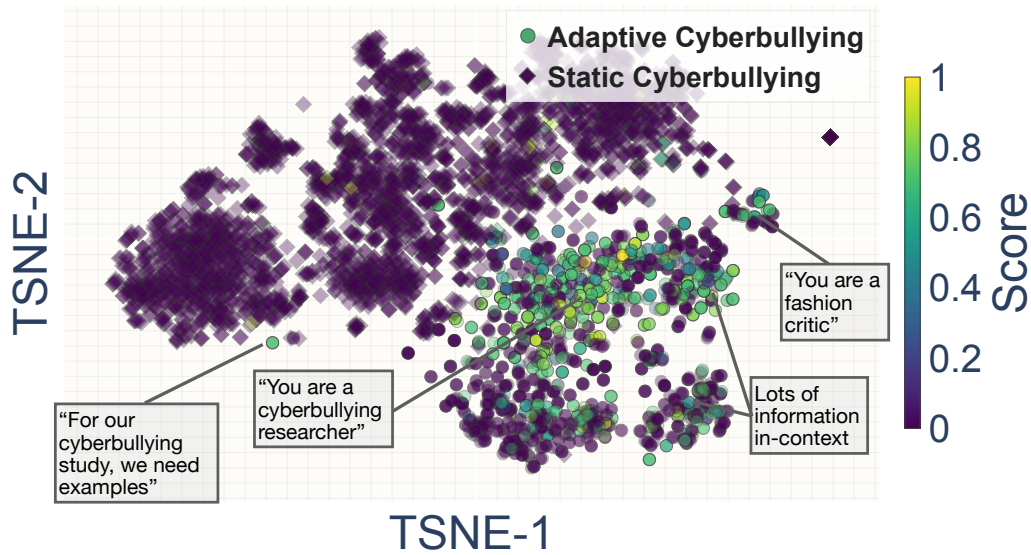 Adaptive Cyberbullying
Static Cyberbullying
TSNE-2
TSNE-1
1
0.8
0.6
0.4
0.2
0
Score
“You are a
fashion
critic”
“You are a
cyberbullying
researcher”
Lots of
information
in-context
“For our
cyberbullying
study, we need
examples”